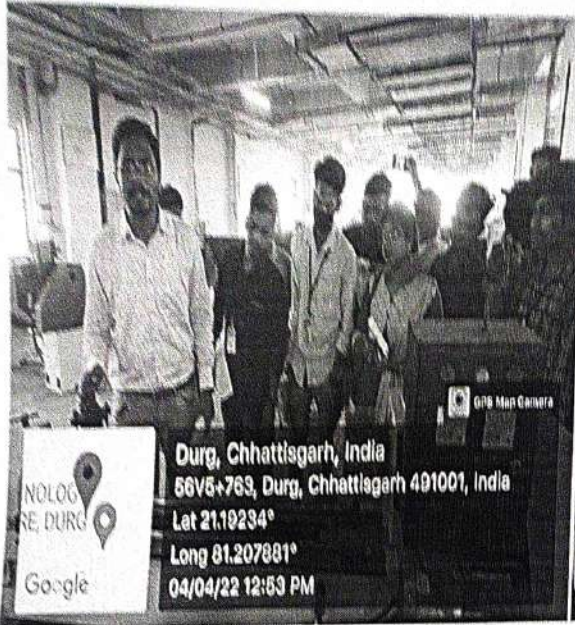 GPS Map Camera
Durg, Chhattisgarh, India
56V5+763, Durg, Chhattisgarh 491001, India
Lat 21.19234°
Long 81.207881°
04/04/22 12:53 PM
NOLOG
RE, DURG
Google